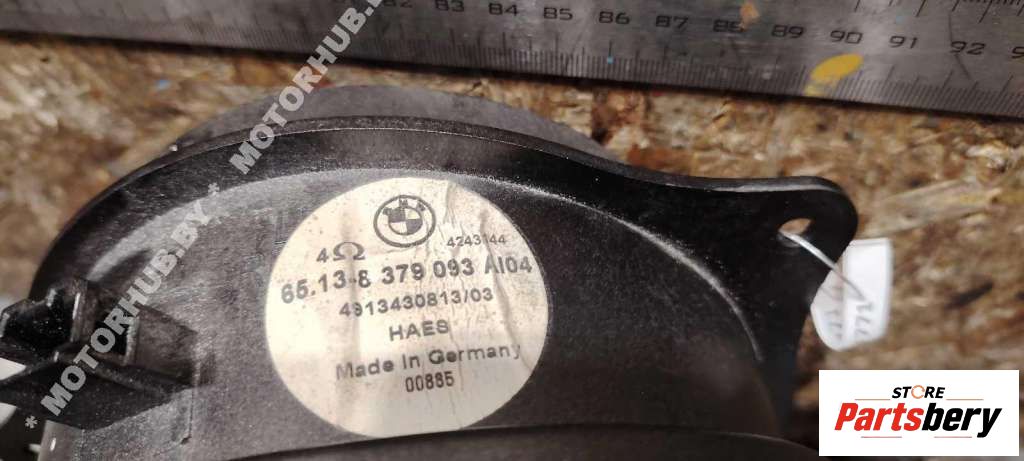 82 83 84 85 86 87 88 89 90 91 92
* MOTORHUB.BY * MOTORHUB.BY *
4Ω
4243144
65.13-8 379 093 AI04
4913430813/03
HAES
Made in Germany
00885
STORE
Partsbery